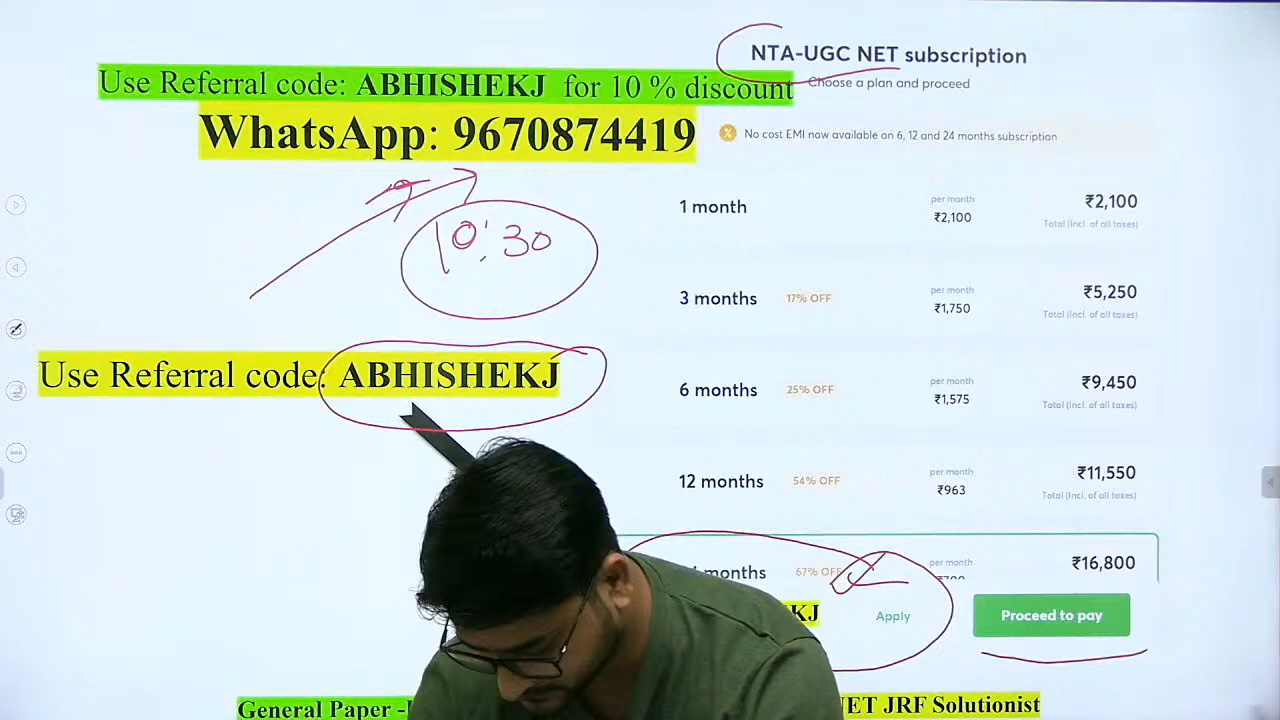 NTA-UGC NET subscription
Use Referral code: ABHISHEKJ for 10 % discount
Choose a plan and proceed
WhatsApp: 9670874419
No cost EMI now available on 6, 12 and 24 months subscription
1 month per month ₹2,100 ₹2,100 Total (Incl. of all taxes)
10:30
3 months 17% OFF per month ₹1,750 ₹5,250 Total (Incl. of all taxes)
Use Referral code: ABHISHEKJ
6 months 25% OFF per month ₹1,575 ₹9,450 Total (Incl. of all taxes)
12 months 54% OFF per month ₹963 ₹11,550 Total (Incl. of all taxes)
months 67% OFF per month ₹16,800
KJ Apply Proceed to pay
General Paper - NET JRF Solutionist